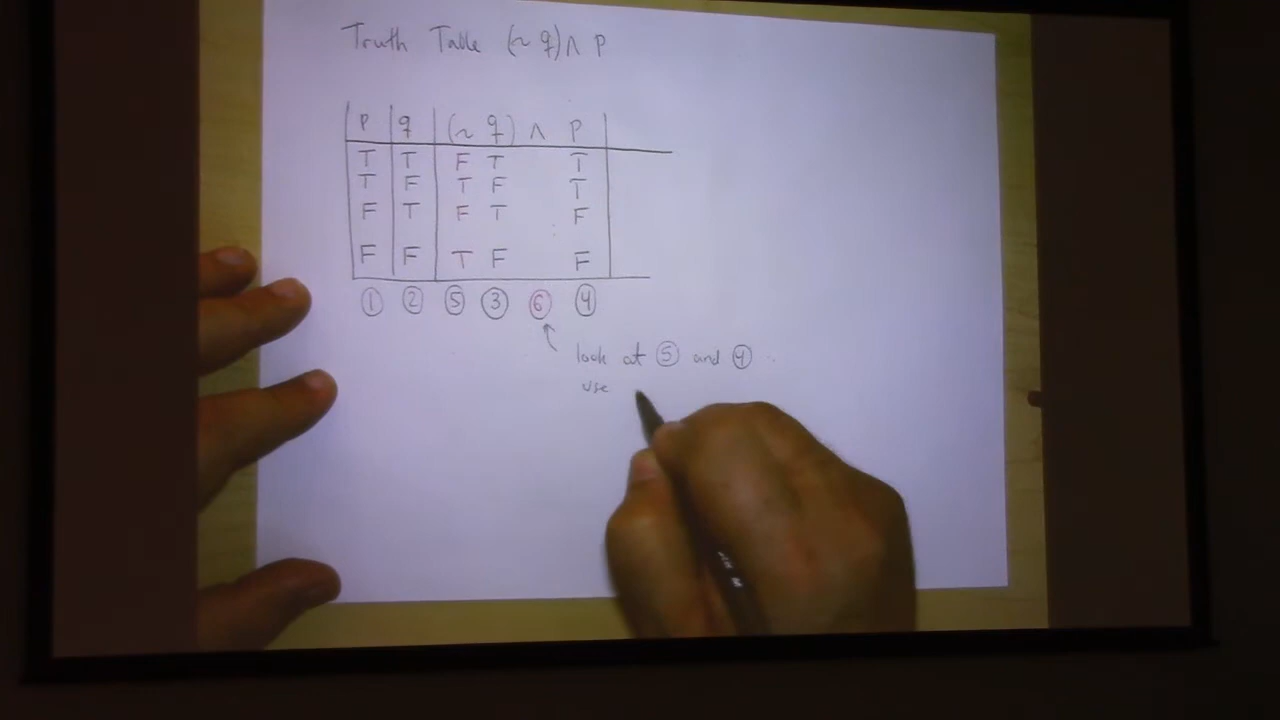 Truth Table (~ q) ∧ p
p q (~ q) ∧ p
T T F T T
T F T F T
F T F T F
F F T F F
① ② ⑤ ③ ⑥ ④
look at ⑤ and ④
use